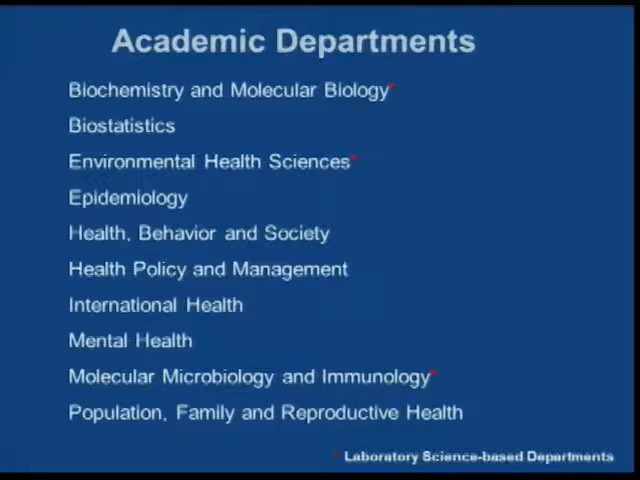 Academic Departments
Biochemistry and Molecular Biology*
Biostatistics
Environmental Health Sciences*
Epidemiology
Health, Behavior and Society
Health Policy and Management
International Health
Mental Health
Molecular Microbiology and Immunology*
Population, Family and Reproductive Health
* Laboratory Science-based Departments